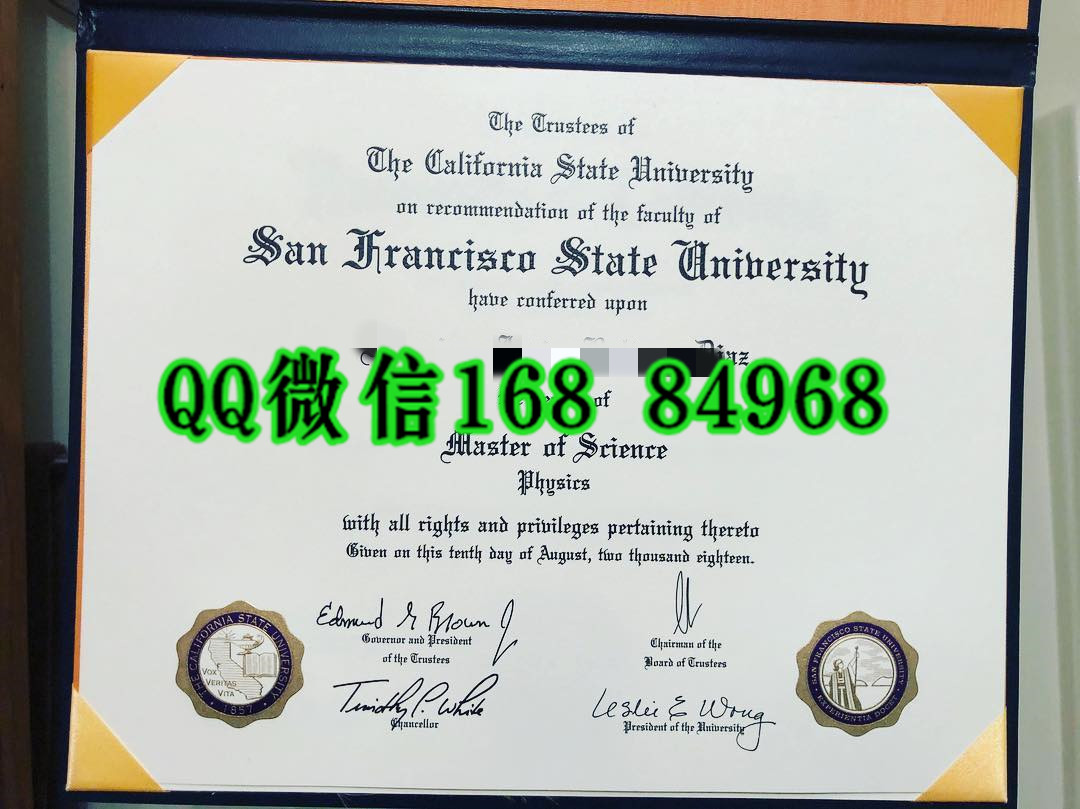 The Trustees of
The California State University
on recommendation of the faculty of
San Francisco State University
have conferred upon
Diaz
QQ微信168 84968
of
Master of Science
Physics
with all rights and privileges pertaining thereto
Given on this tenth day of August, two thousand eighteen.
Edmund G Brown Jr
Governor and President
of the Trustees
Chairman of the
Board of Trustees
Timothy P. White
Chancellor
Leslie E Wong
President of the University
THE CALIFORNIA STATE UNIVERSITY
VOX
VERITAS
VITA
1857
SAN FRANCISCO STATE UNIVERSITY
EXPERIENTIA DOCET